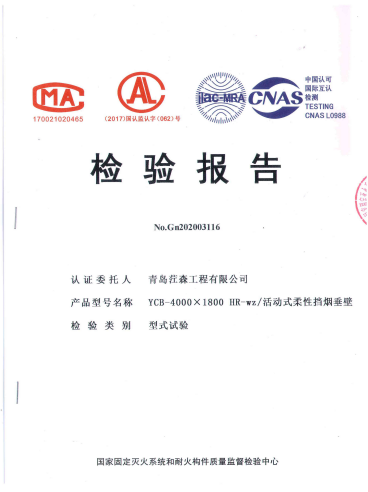 MA
170021020465
AL
(2017)国认监认字(062)号
ilac-MRA
CNAS
中国认可
国际互认
检测
TESTING
CNAS L0988
检验报告
No.Gn202003116
认证委托人 青岛茳森工程有限公司
产品型号名称 YCB-4000×1800 HR-wz/活动式柔性挡烟垂壁
检验类别 型式试验
国家固定灭火系统和耐火构件质量监督检验中心